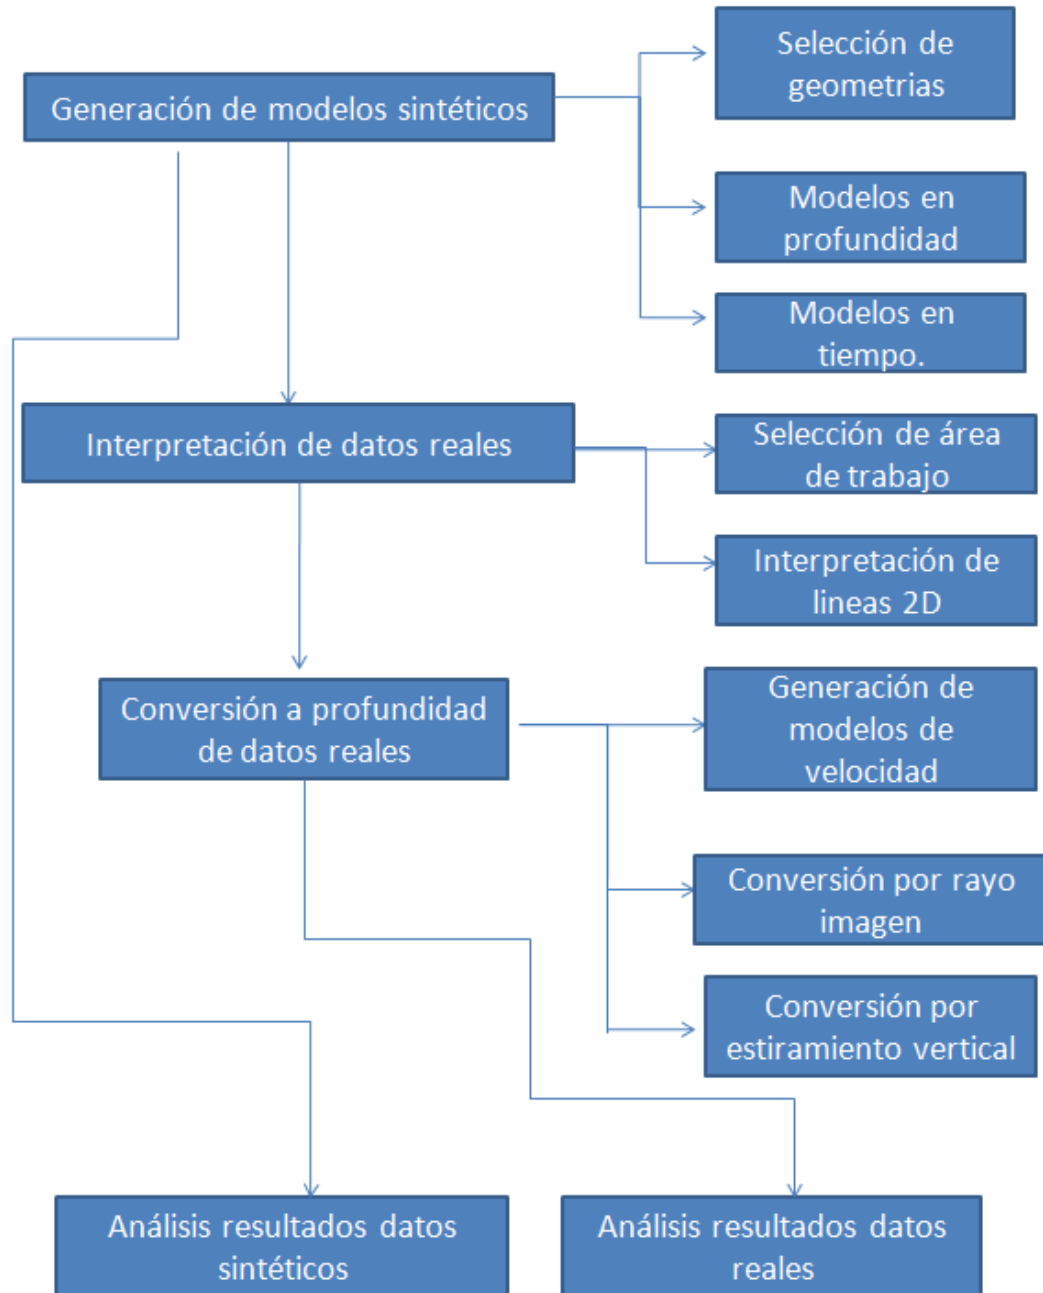 Selección de
geometrias
Generación de modelos sintéticos
Modelos en
profundidad
Modelos en
tiempo.
Interpretación de datos reales
Selección de área
de trabajo
Interpretación de
lineas 2D
Conversión a profundidad
de datos reales
Generación de
modelos de
velocidad
Conversión por rayo
imagen
Conversión por
estiramiento vertical
Análisis resultados datos
sintéticos
Análisis resultados datos
reales